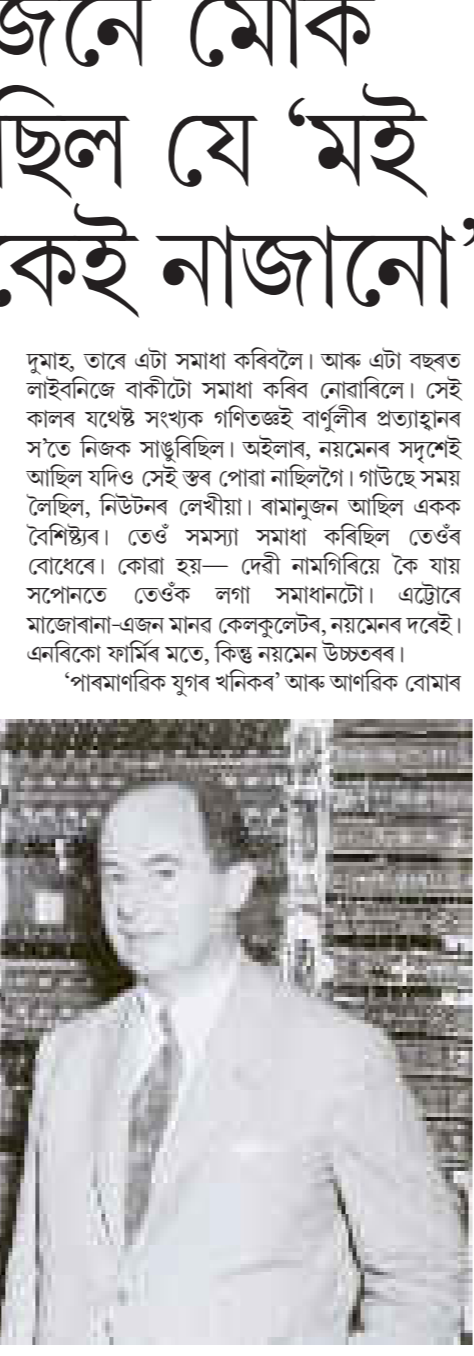 জনে মোক
ছিল যে ‘মই
কেই নাজানো’
দুমাহ, তাৰে এটা সমাধা কৰিবলৈ। আৰু এটা বছৰত
লাইবনিজে বাকীটো সমাধা কৰিব নোৱাৰিলে। সেই
কালৰ যথেষ্ট সংখ্যক গণিতজ্ঞই বাৰ্ণুলীৰ প্ৰত্যাহ্বানৰ
স’তে নিজক সাঙুৰিছিল। অইলাৰ, নয়মেনৰ সদৃশেই
আছিল যদিও সেই স্তৰ পোৱা নাছিলগৈ। গাউছে সময়
লৈছিল, নিউটনৰ লেখীয়া। ৰামানুজন আছিল একক
বৈশিষ্ট্যৰ। তেওঁ সমস্যা সমাধা কৰিছিল তেওঁৰ
বোধেৰে। কোৱা হয়— দেৱী নামগিৰিয়ে কৈ যায়
সপোনতে তেওঁক লগা সমাধানটো। এট্টোৰে
মাজোৰানা-এজন মানৱ কেলকুলেটৰ, নয়মেনৰ দৰেই।
এনৰিকো ফাৰ্মিৰ মতে, কিন্তু নয়মেন উচ্চতৰৰ।
‘পাৰমাণৱিক যুগৰ খনিকৰ’ আৰু আণৱিক বোমাৰ